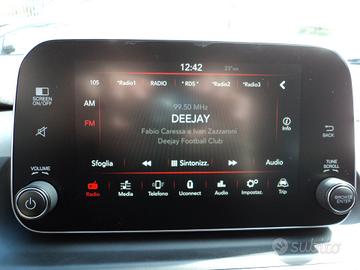 12:42
23°
105 *Radio1 RADIO *RDS* *Radio2 *Radio3
SCREEN ON/OFF
AM
FM
99.50 MHz
DEEJAY
Fabio Caressa e Ivan Zazzaroni
Deejay Football Club
Info
BACK
VOLUME
TUNE SCROLL
Sfoglia Sintonizz. Audio
Radio Media Telefono Uconnect Audio Impostaz. Trip
ENTER
subito